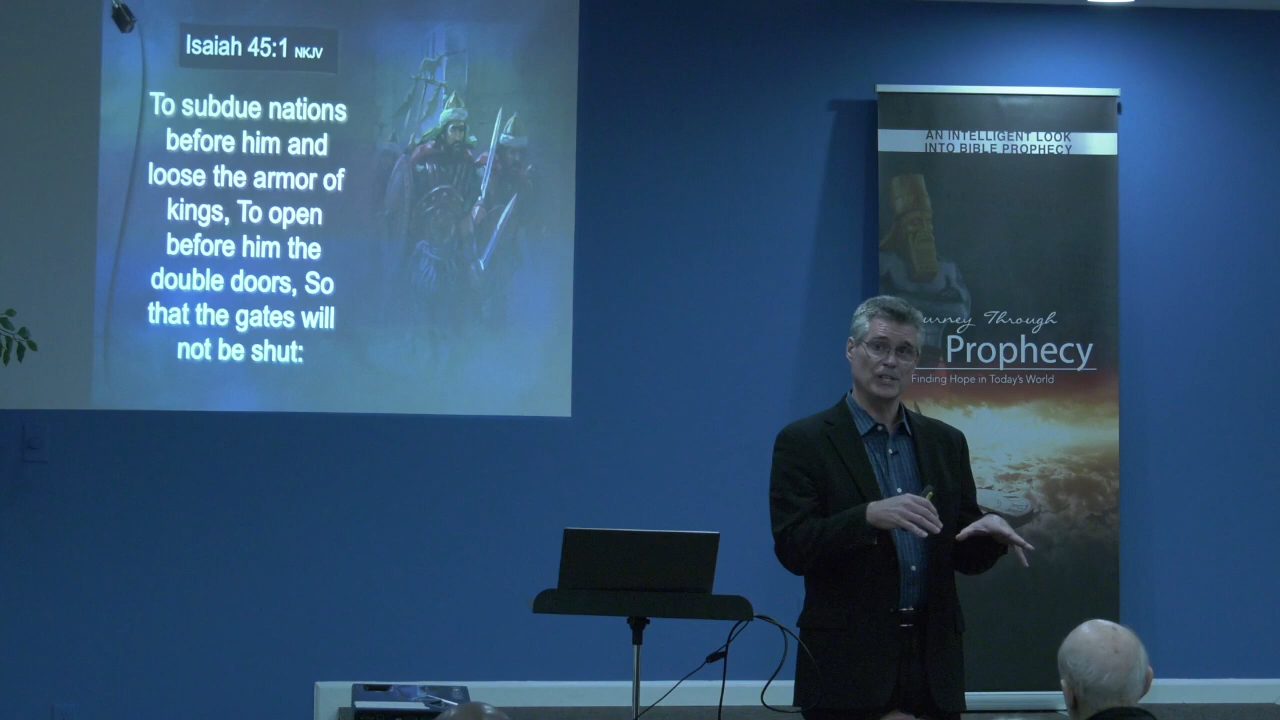 Isaiah 45:1 NKJV
To subdue nations
before him and
loose the armor of
kings, To open
before him the
double doors, So
that the gates will
not be shut:
AN INTELLIGENT LOOK
INTO BIBLE PROPHECY
Through
Prophecy
Finding Hope in Today's World